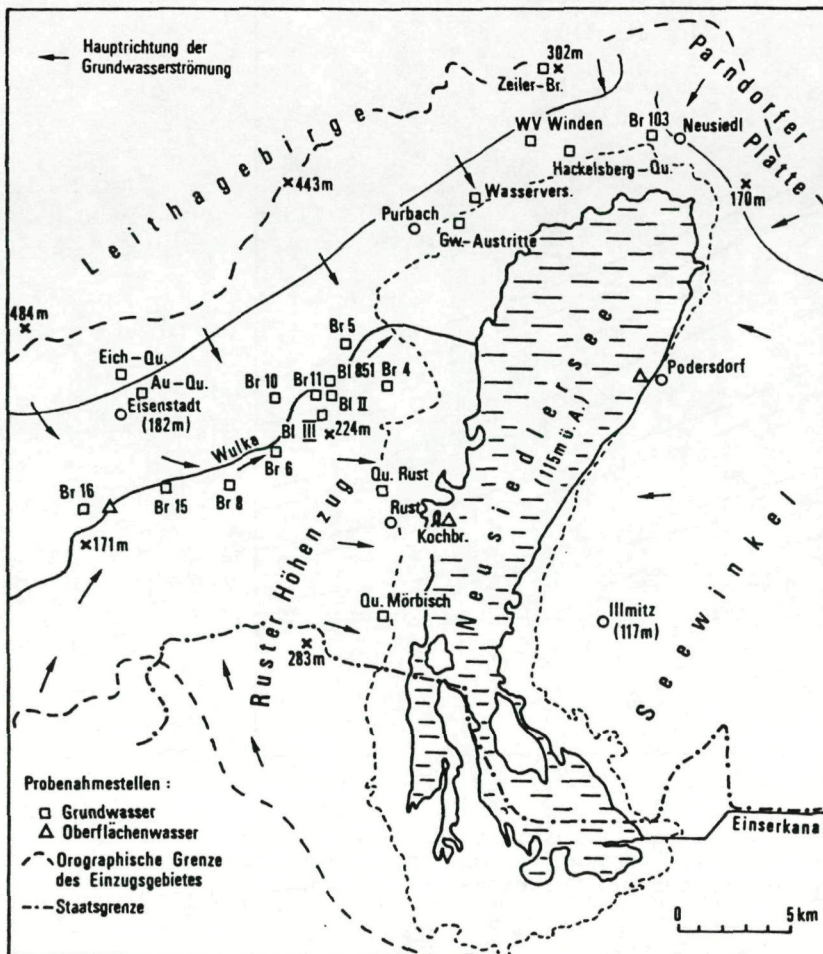 Hauptrichtung der
Grundwasserströmung
302m
Zeiler-Br.
Parndorfer
Platte
WV Winden
Br 103
Neusiedl
Hackelsberg-Qu.
Leithagebirge
443m
Wasservers.
170m
Purbach
Gw.-Austritte
484m
Br 5
Eich-Qu.
Au-Qu.
Br 10
Br 11
Bl 851
Br 4
Podersdorf
Eisenstadt
(182m)
Bl II
Bl III
224m
Wulka
Br 6
Neusiedlersee
(115m ü. A.)
Br 16
Br 15
Br 8
Qu. Rust
Rust
Kochbr.
171m
Ruster Höhenzug
Seewinkel
Qu. Mörbisch
Illmitz
(117m)
283m
Probenahmestellen :
Grundwasser
Oberflächenwasser
Orographische Grenze
des Einzugsgebietes
Staatsgrenze
Einserkana
0 5 km